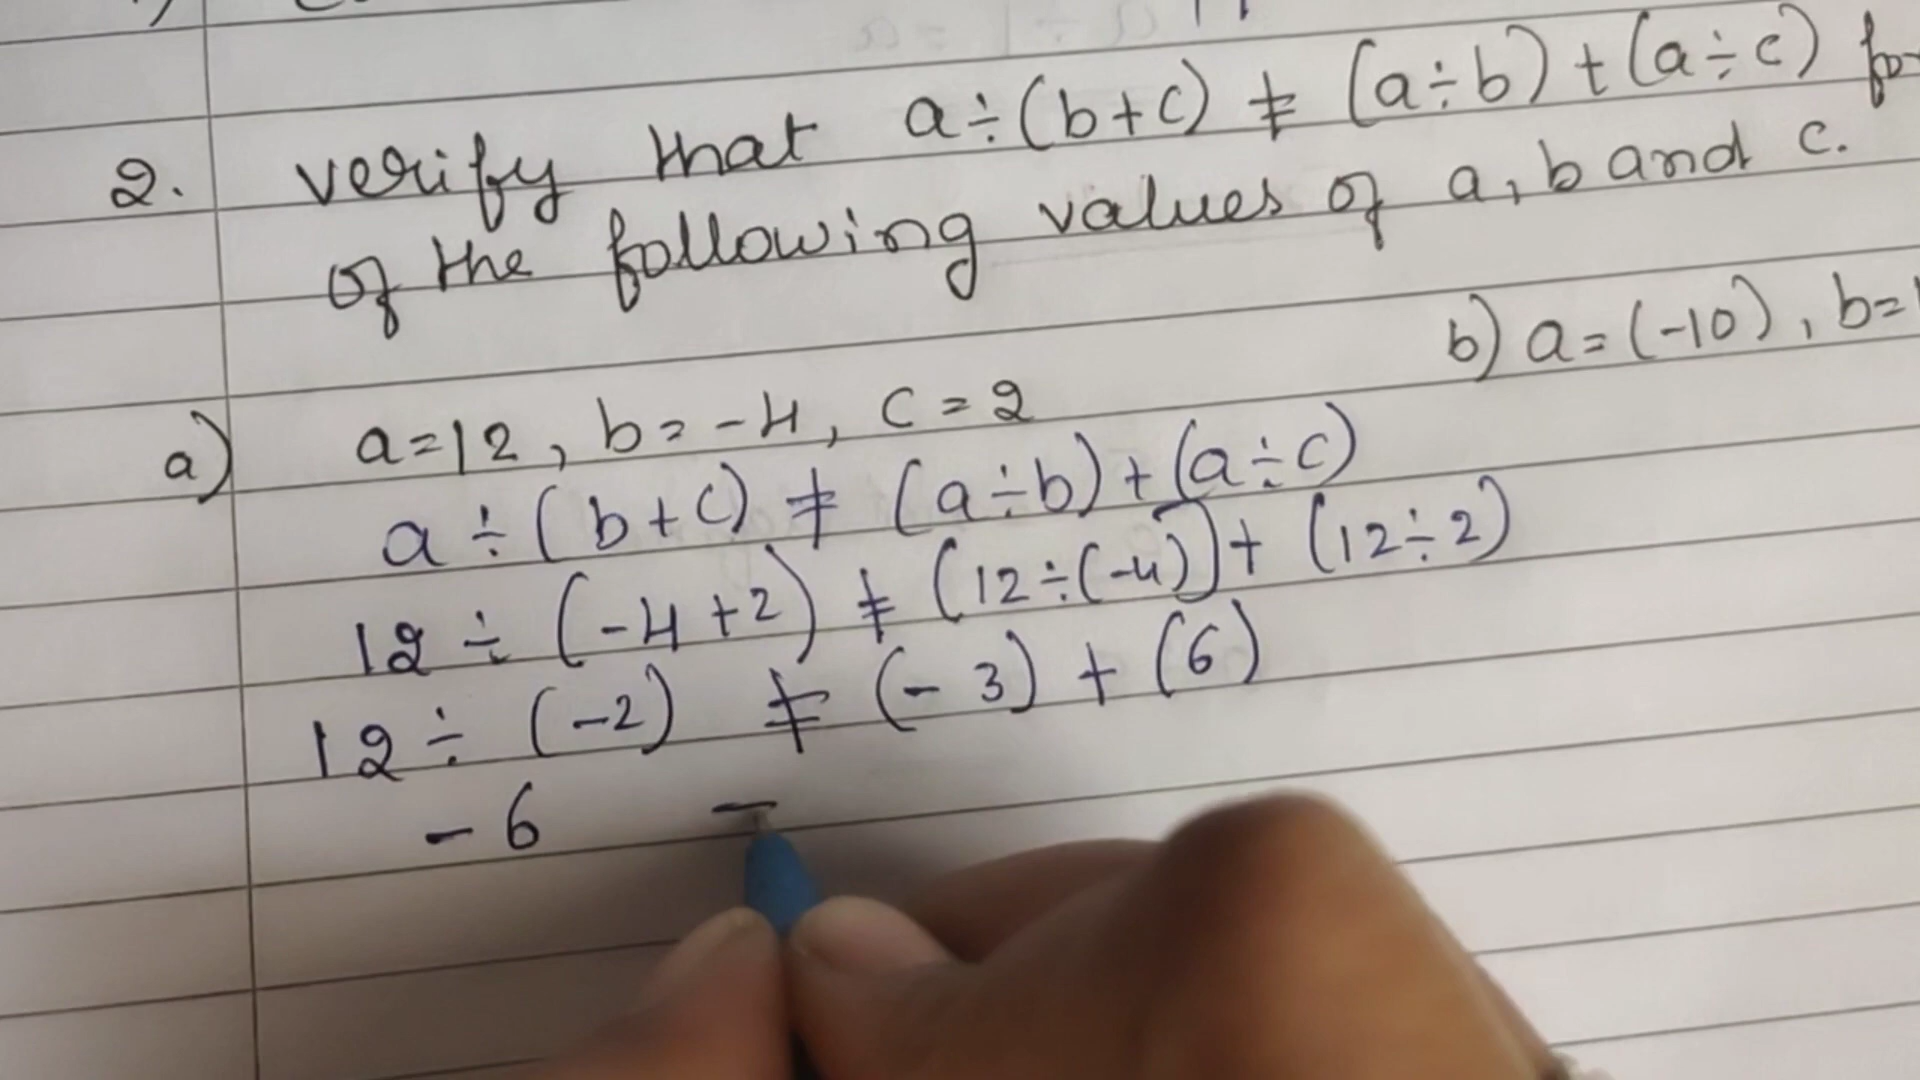 2. verify that a÷(b+c) ≠ (a÷b)+(a÷c)
of the following values of a, b and c.
a) a=12, b=-4, c=2
b) a=(-10), b=
a÷(b+c) ≠ (a÷b)+(a÷c)
12÷(-4+2) ≠ (12÷(-4))+(12÷2)
12÷(-2) ≠ (-3)+(6)
-6